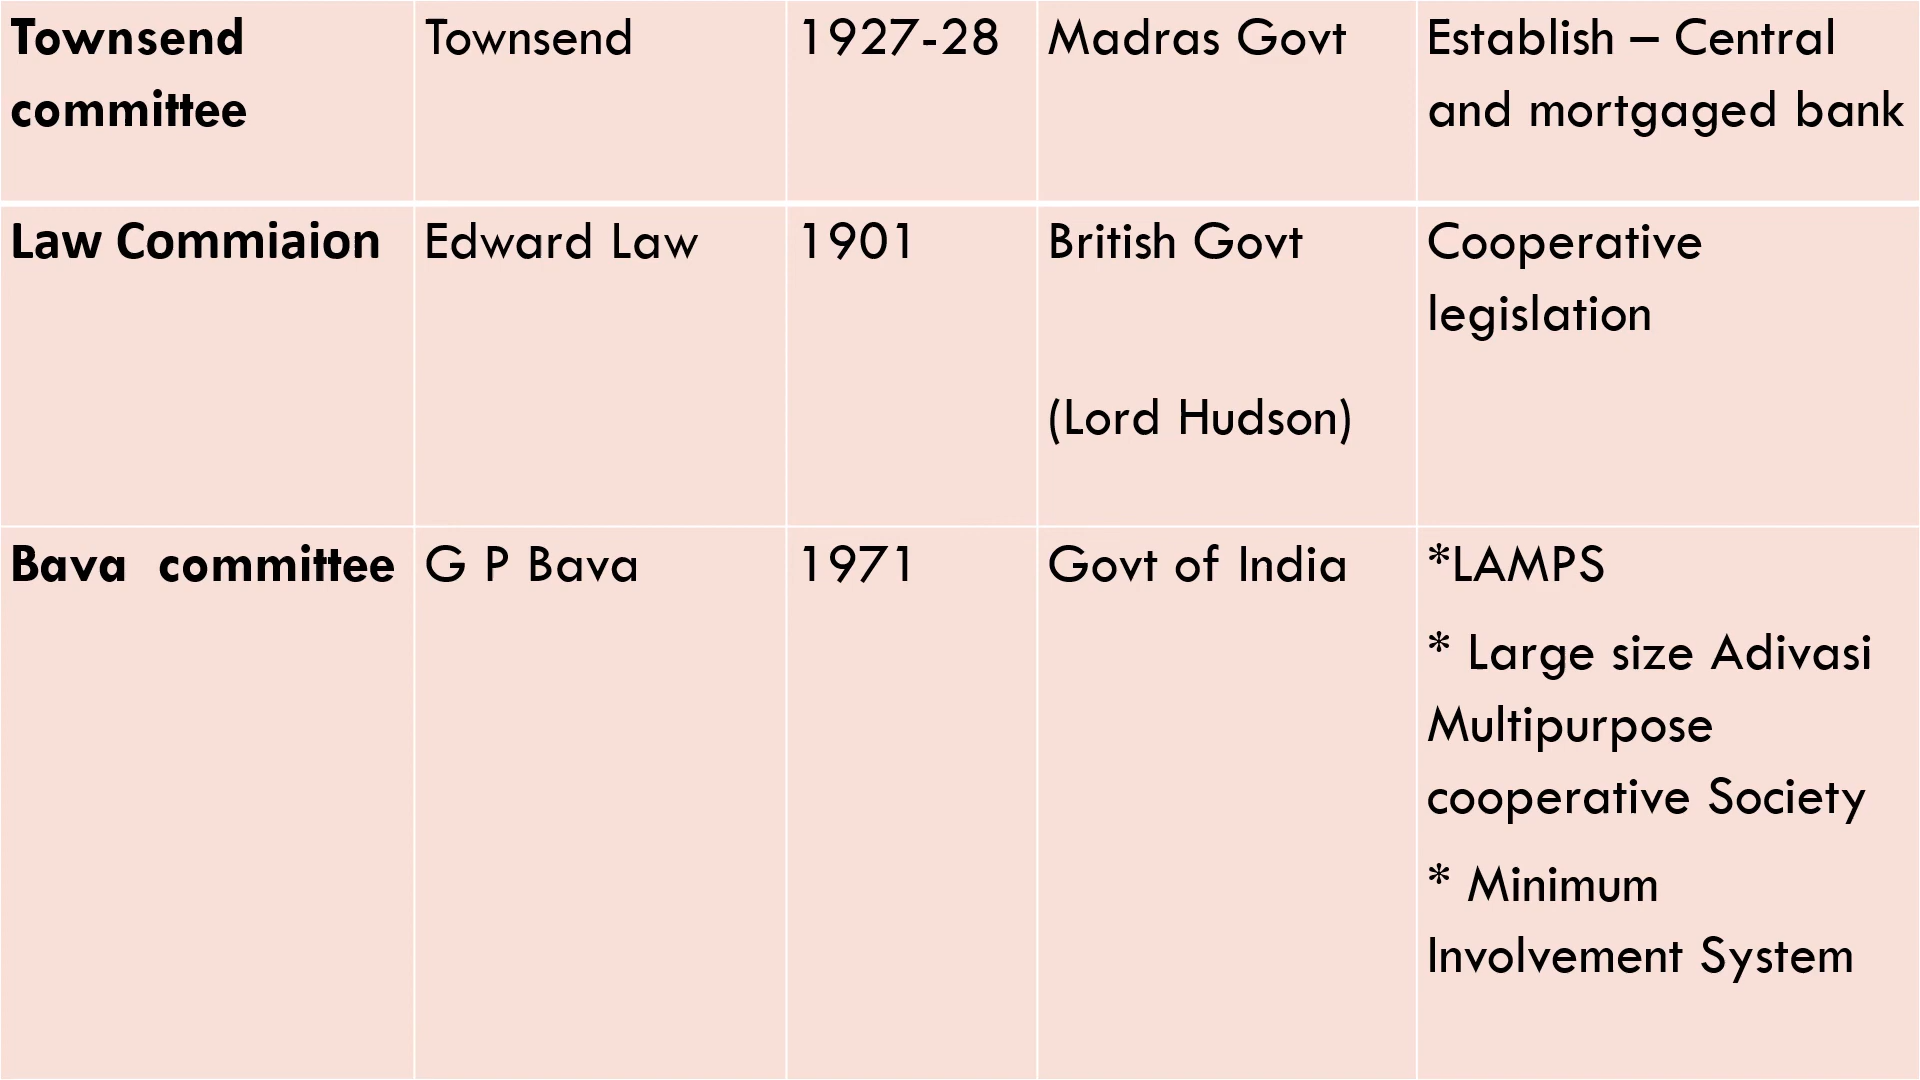 Townsend
committee
Townsend
1927-28
Madras Govt
Establish – Central
and mortgaged bank
Law Commiaion
Edward Law
1901
British Govt
(Lord Hudson)
Cooperative
legislation
Bava committee
G P Bava
1971
Govt of India
*LAMPS
* Large size Adivasi
Multipurpose
cooperative Society
* Minimum
Involvement System